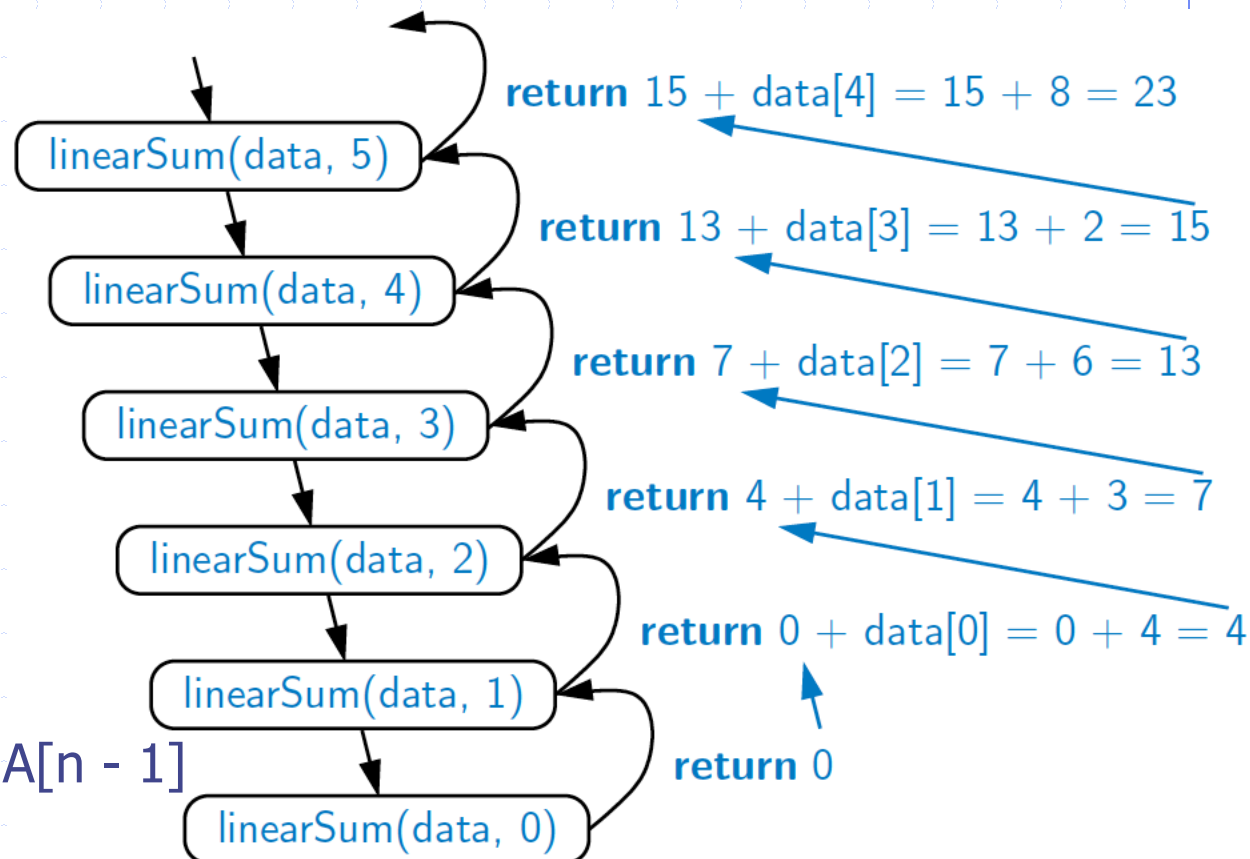 return 15 + data[4] = 15 + 8 = 23
linearSum(data, 5)
return 13 + data[3] = 13 + 2 = 15
linearSum(data, 4)
return 7 + data[2] = 7 + 6 = 13
linearSum(data, 3)
return 4 + data[1] = 4 + 3 = 7
linearSum(data, 2)
return 0 + data[0] = 0 + 4 = 4
linearSum(data, 1)
A[n - 1]
return 0
linearSum(data, 0)